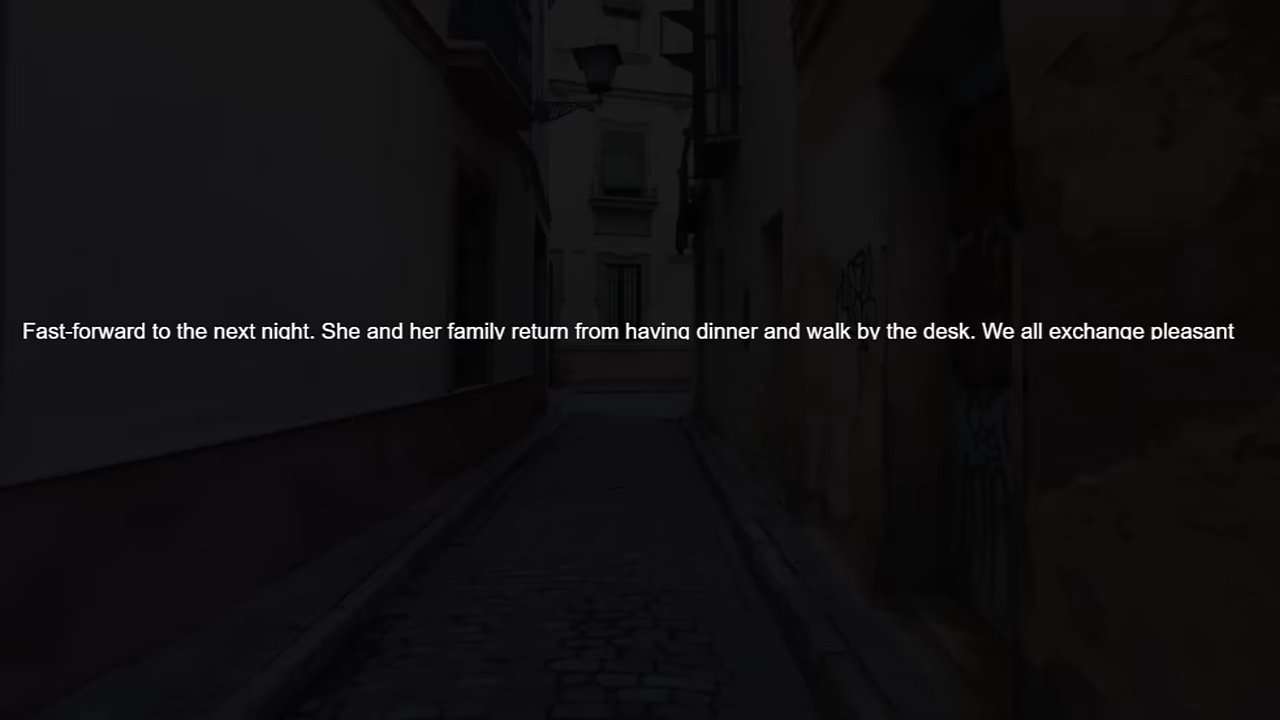 Fast-forward to the next night. She and her family return from having dinner and walk by the desk. We all exchange pleasant